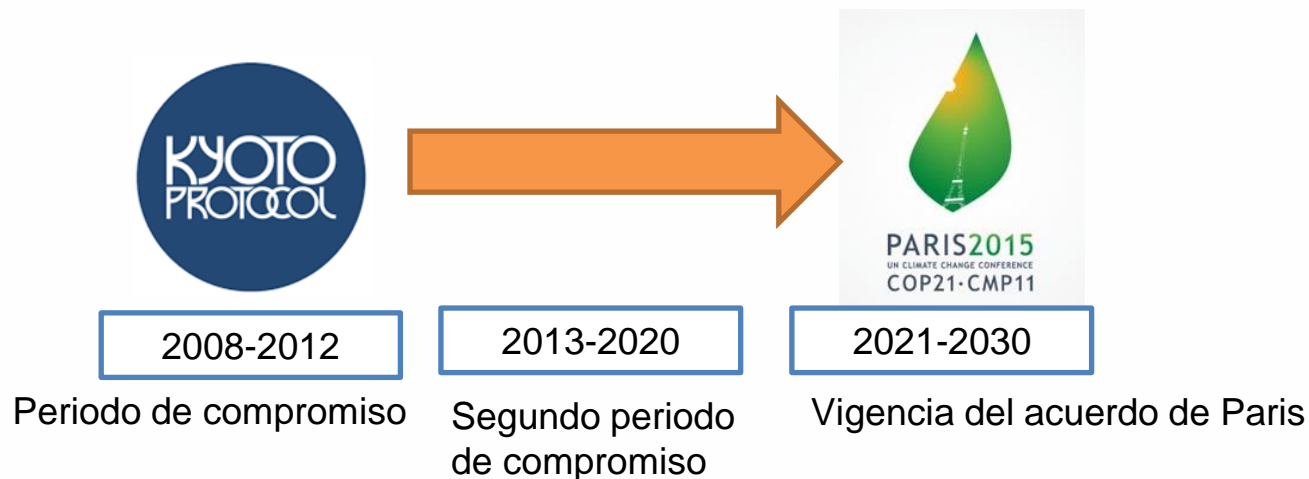 KYOTO
PROTOCOL
PARIS2015
UN CLIMATE CHANGE CONFERENCE
COP21·CMP11
2008-2012
2013-2020
2021-2030
Periodo de compromiso
Segundo periodo
de compromiso
Vigencia del acuerdo de Paris